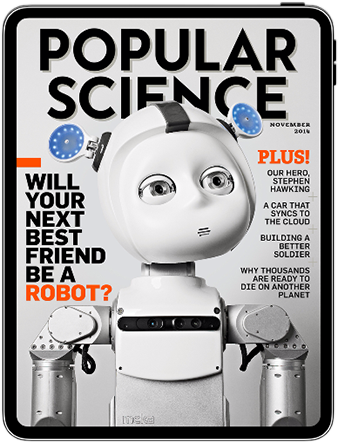 POPULAR
SCIENCE
NOVEMBER
2014
PLUS!
OUR HERO,
STEPHEN
HAWKING
A CAR THAT
SYNCS TO
THE CLOUD
BUILDING A
BETTER
SOLDIER
WHY THOUSANDS
ARE READY TO
DIE ON ANOTHER
PLANET
WILL
YOUR
NEXT
BEST
FRIEND
BE A
ROBOT?